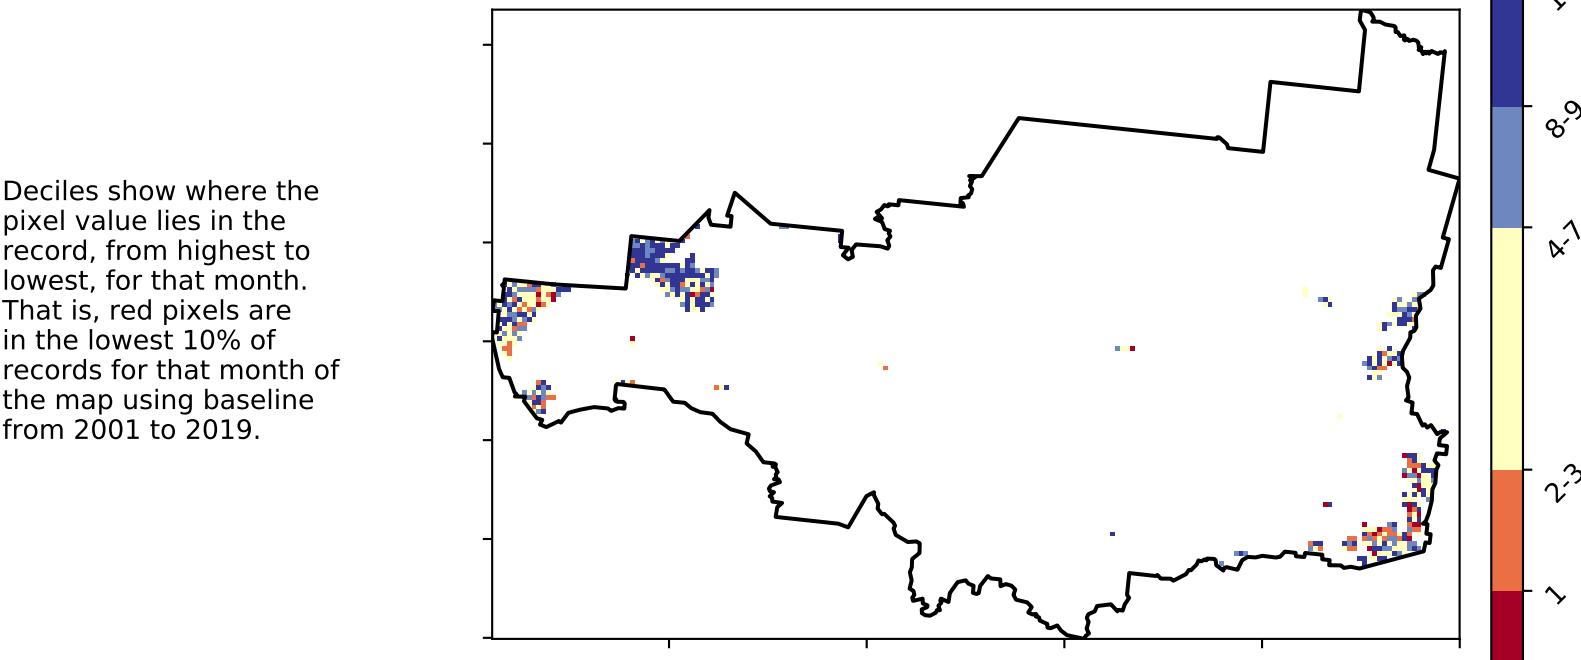 Deciles show where the
pixel value lies in the
record, from highest to
lowest, for that month.
That is, red pixels are
in the lowest 10% of
records for that month of
the map using baseline
from 2001 to 2019.
8-9
4-7
2-3
1